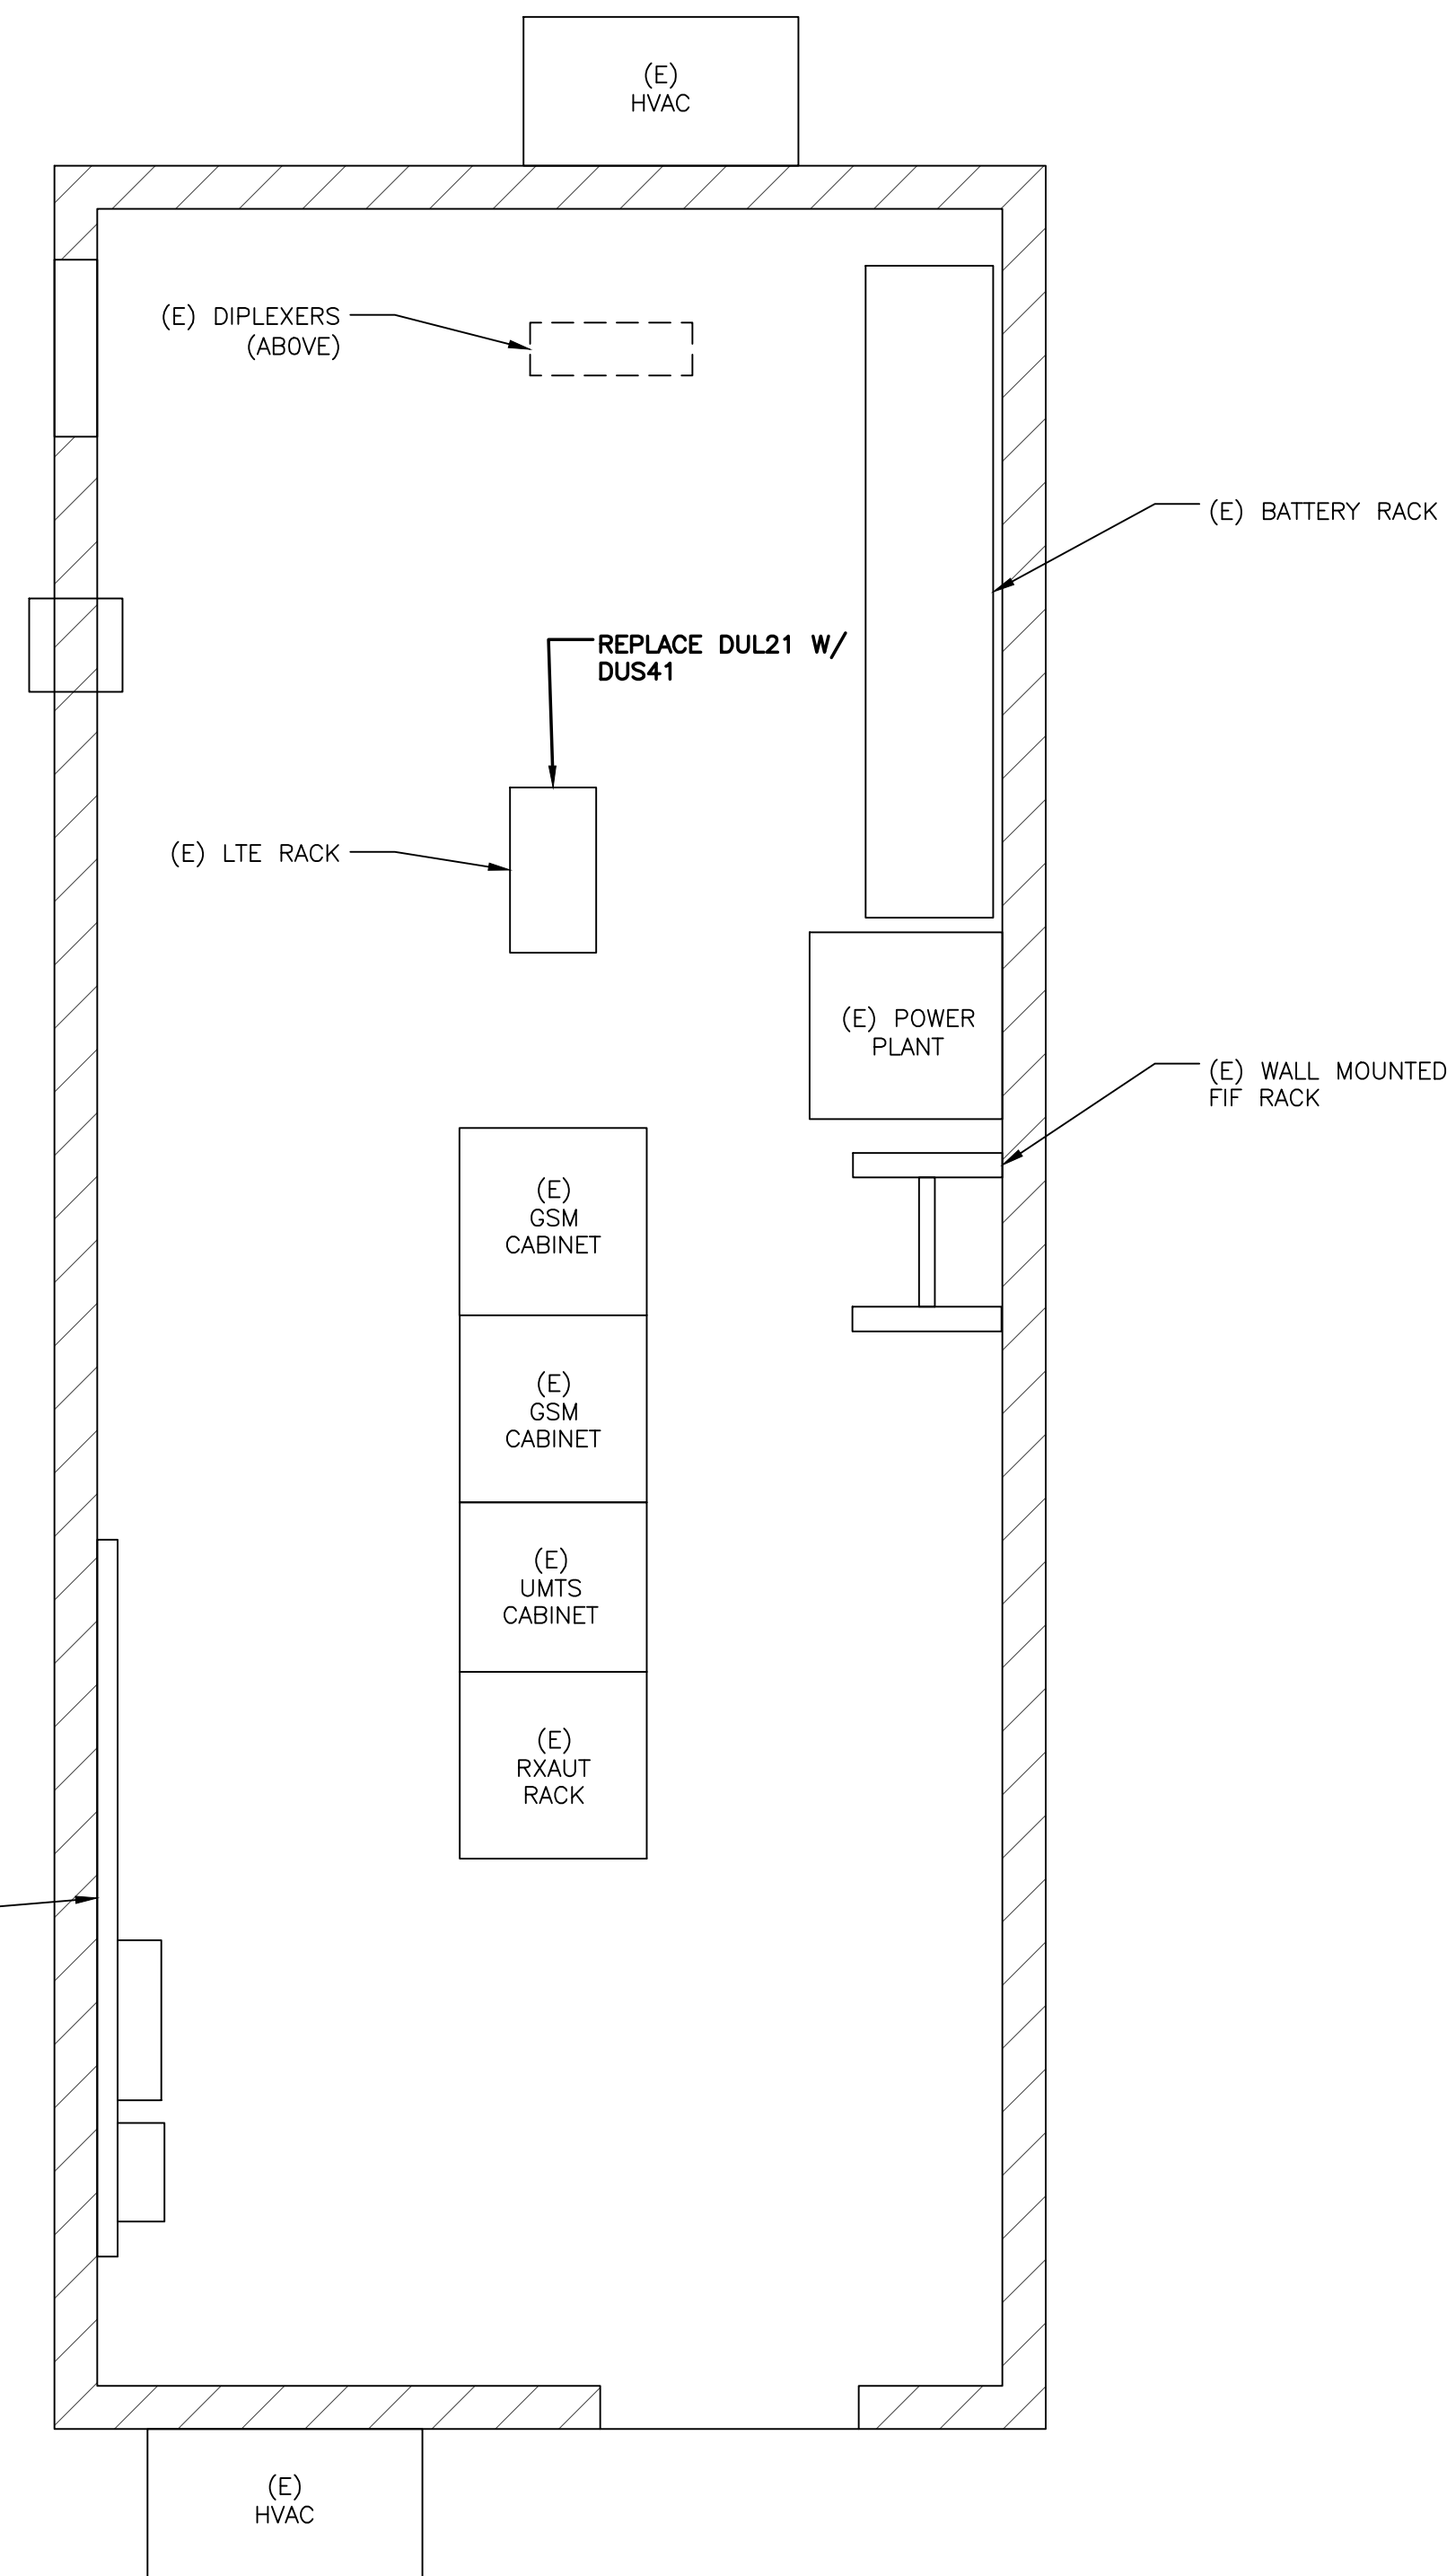 (E)
HVAC
(E) DIPLEXERS
(ABOVE)
(E) BATTERY RACK
REPLACE DUL21 W/
DUS41
(E) LTE RACK
(E) POWER
PLANT
(E) WALL MOUNTED
FIF RACK
(E)
GSM
CABINET
(E)
GSM
CABINET
(E)
UMTS
CABINET
(E)
RXAUT
RACK
(E)
HVAC